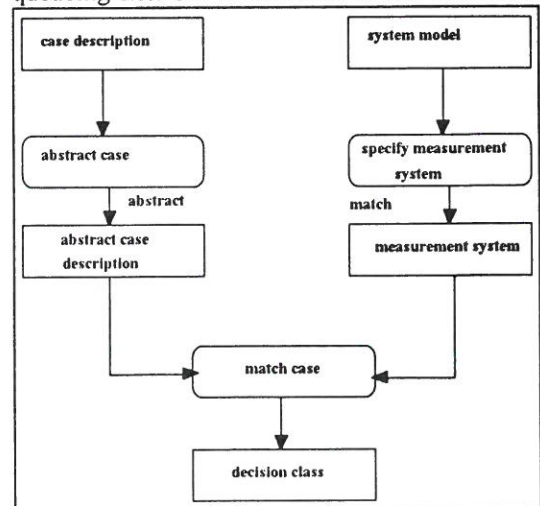 case description
system model
abstract case
specify measurement
system
abstract
match
abstract case
description
measurement system
match case
decision class